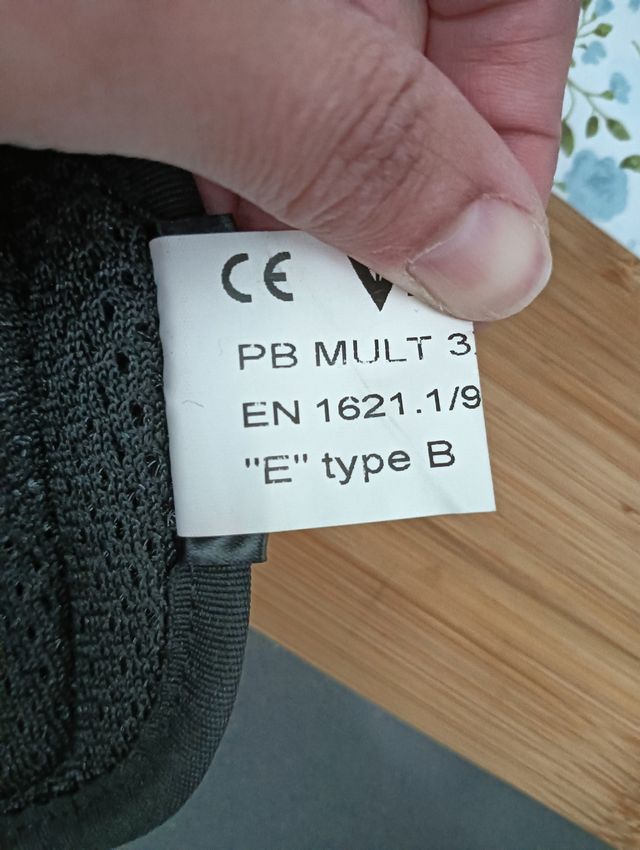 CE
PB MULT 3
EN 1621.1/9
"E" type B